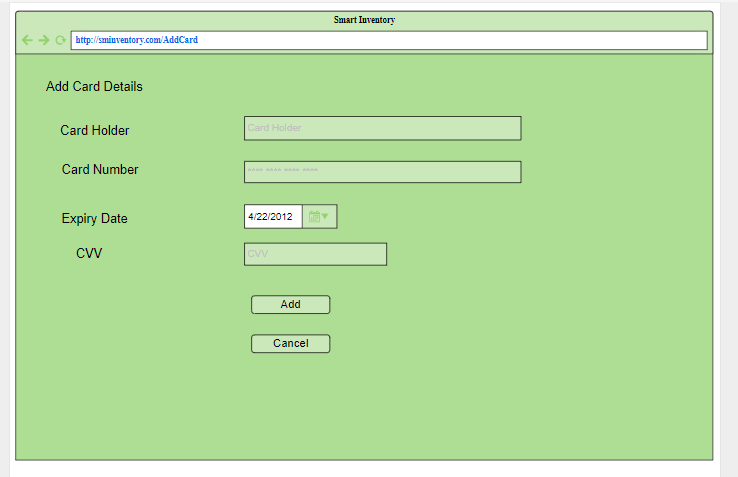 Smart Inventory
http://sminventory.com/AddCard
Add Card Details
Card Holder
Card Holder
Card Number
**** **** **** ****
Expiry Date
4/22/2012
CVV
CVV
Add
Cancel